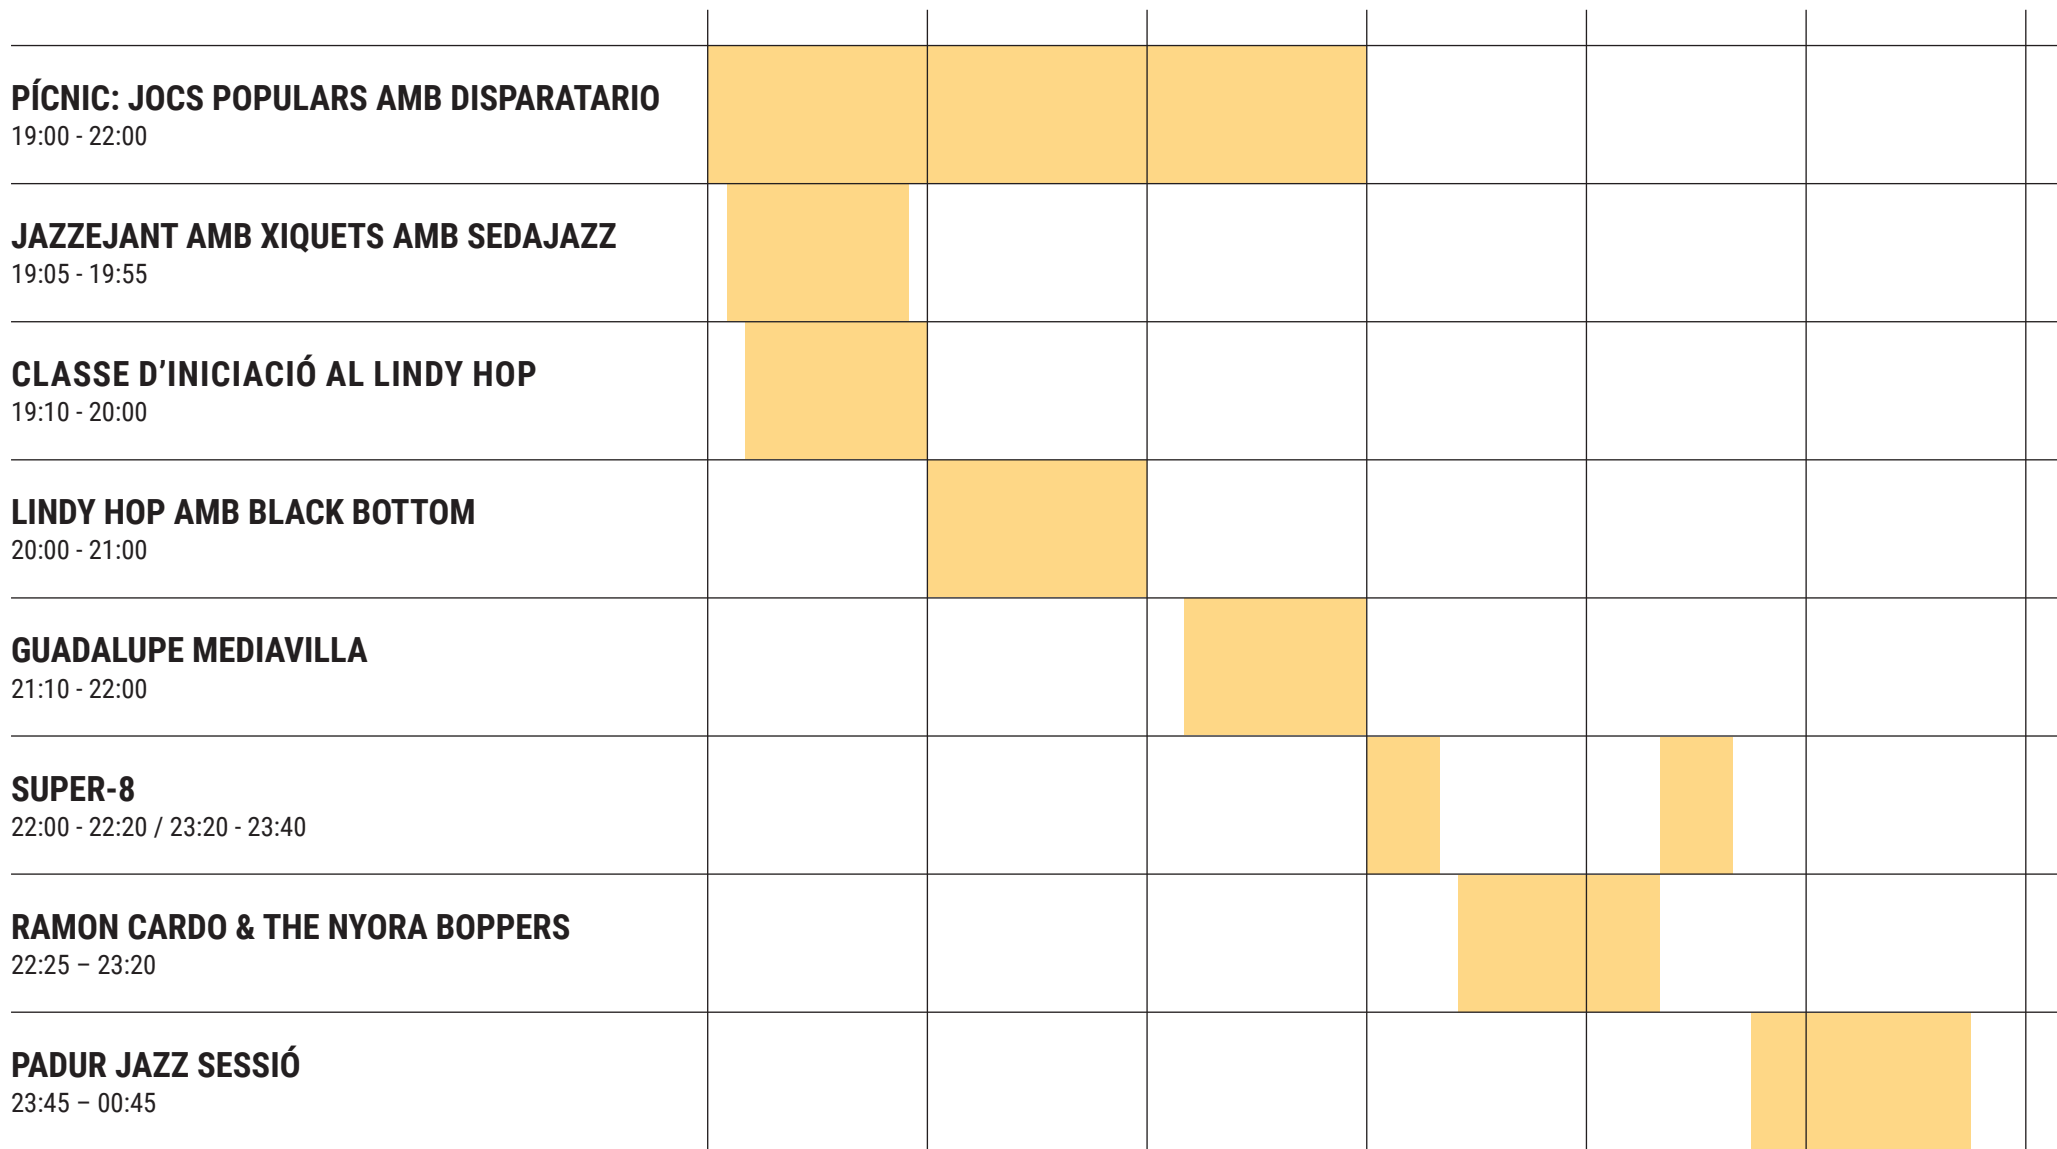 PÍCNIC: JOCS POPULARS AMB DISPARATARIO
19:00 - 22:00
JAZZEJANT AMB XIQUETS AMB SEDAJAZZ
19:05 - 19:55
CLASSE D’INICIACIÓ AL LINDY HOP
19:10 - 20:00
LINDY HOP AMB BLACK BOTTOM
20:00 - 21:00
GUADALUPE MEDIAVILLA
21:10 - 22:00
SUPER-8
22:00 - 22:20 / 23:20 - 23:40
RAMON CARDO & THE NYORA BOPPERS
22:25 – 23:20
PADUR JAZZ SESSIÓ
23:45 – 00:45